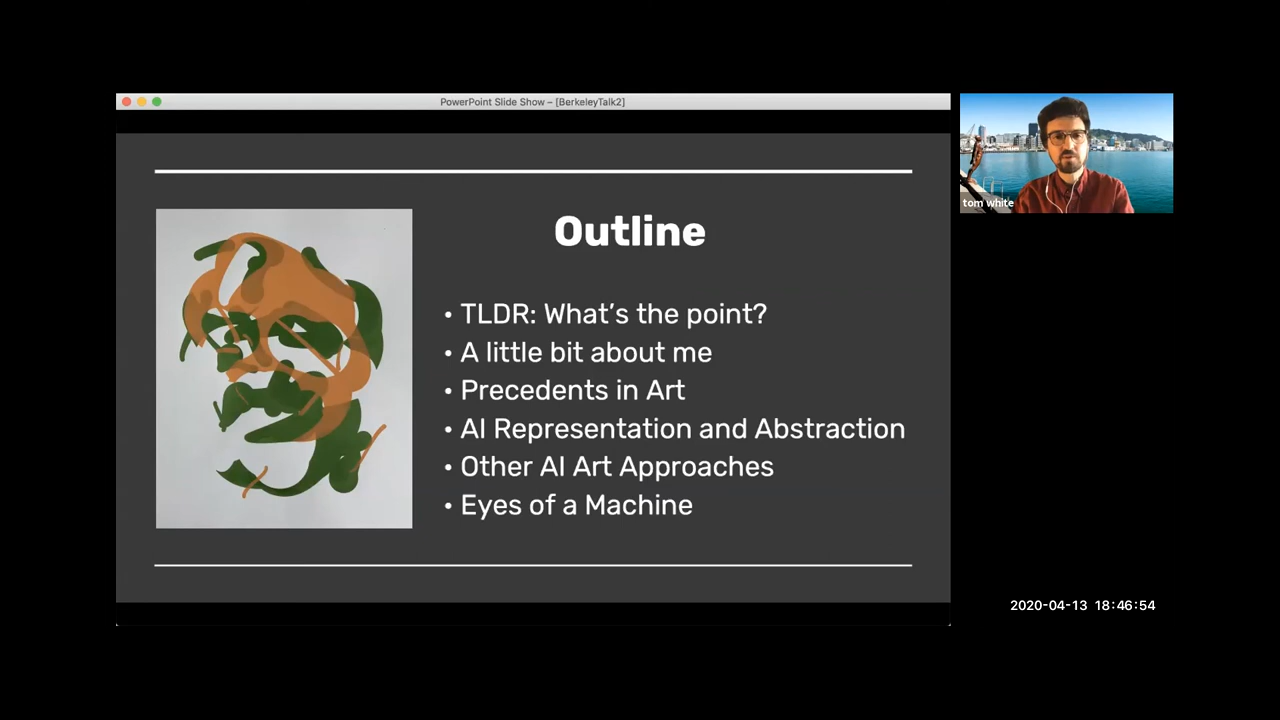 PowerPoint Slide Show – [BerkeleyTalk2]
tom white
Outline
• TLDR: What's the point?
• A little bit about me
• Precedents in Art
• AI Representation and Abstraction
• Other AI Art Approaches
• Eyes of a Machine
2020-04-13 18:46:54